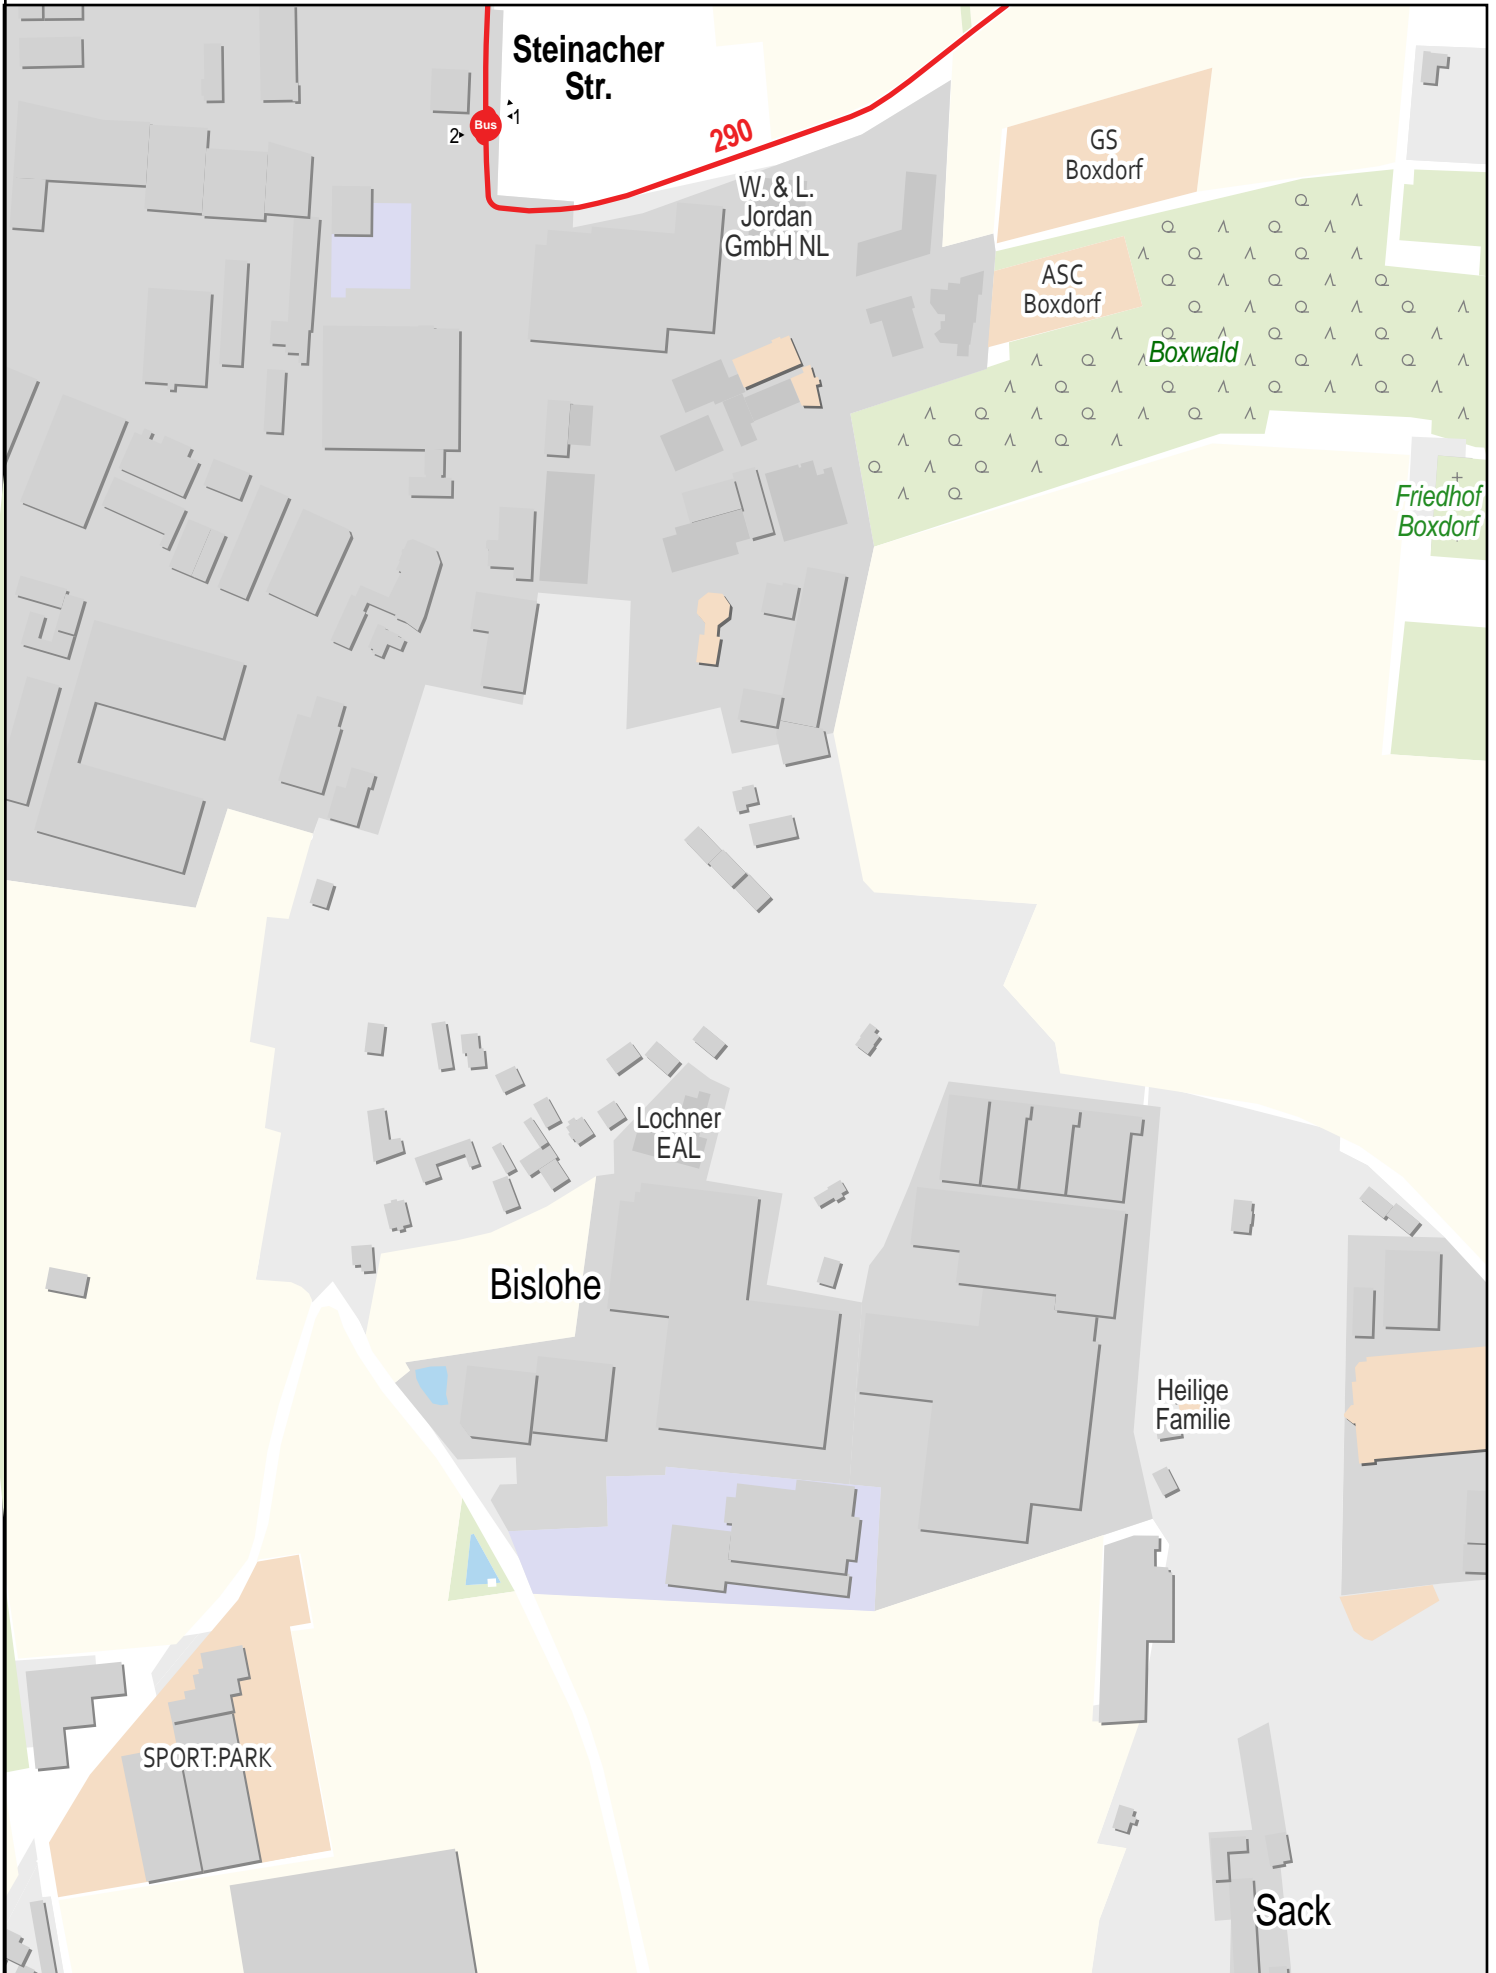 Steinacher
Str.
1
Bus
2
290
GS
Boxdorf
W. & L.
Jordan
GmbH NL
ASC
Boxdorf
Boxwald
Friedhof
Boxdorf
Lochner
EAL
Bislohe
Heilige
Familie
SPORT:PARK
Sack